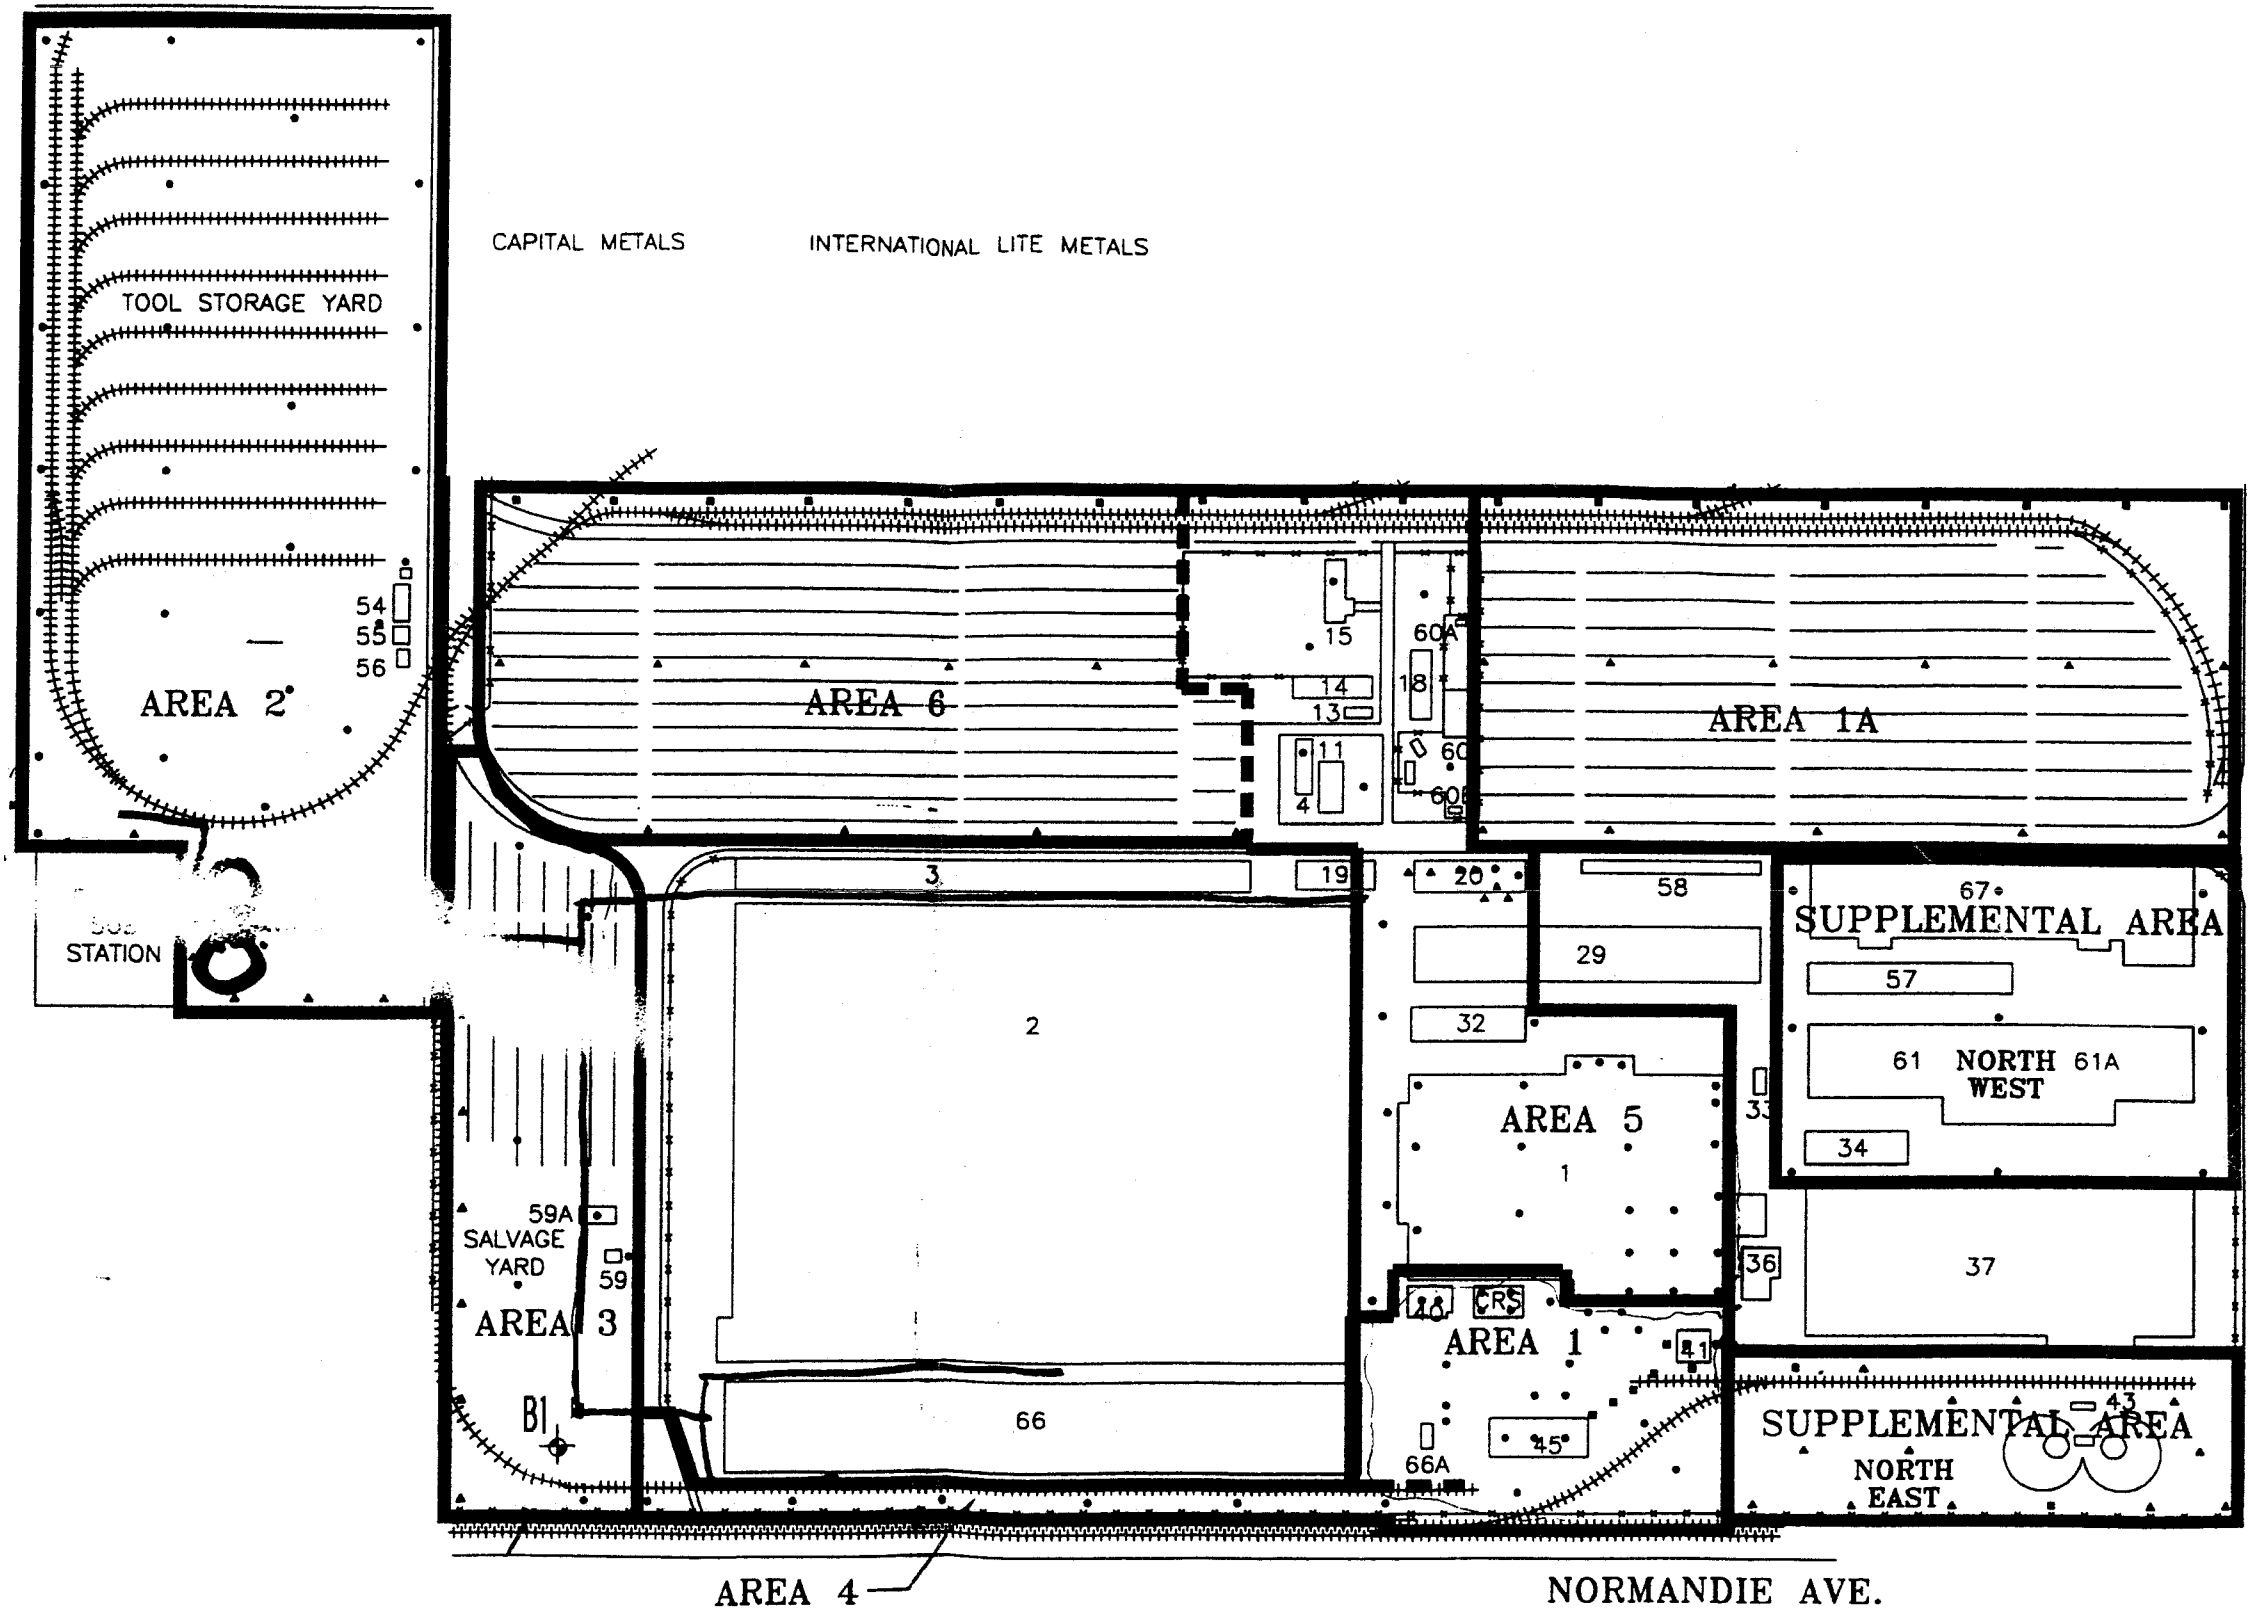 CAPITAL METALS
INTERNATIONAL LITE METALS
TOOL STORAGE YARD
54
55
56
AREA 2
15
60A
18
14
13
AREA 6
AREA 1A
11
60
4
3
19
20
58
67
SUPPLEMENTAL AREA
STATION
29
57
2
32
61
NORTH
WEST
61A
33
AREA 5
34
1
59A
SALVAGE
YARD
59
36
37
40
CRS
AREA 3
AREA 1
41
B1
66
43
SUPPLEMENTAL AREA
45
66A
NORTH
EAST
AREA 4
NORMANDIE AVE.